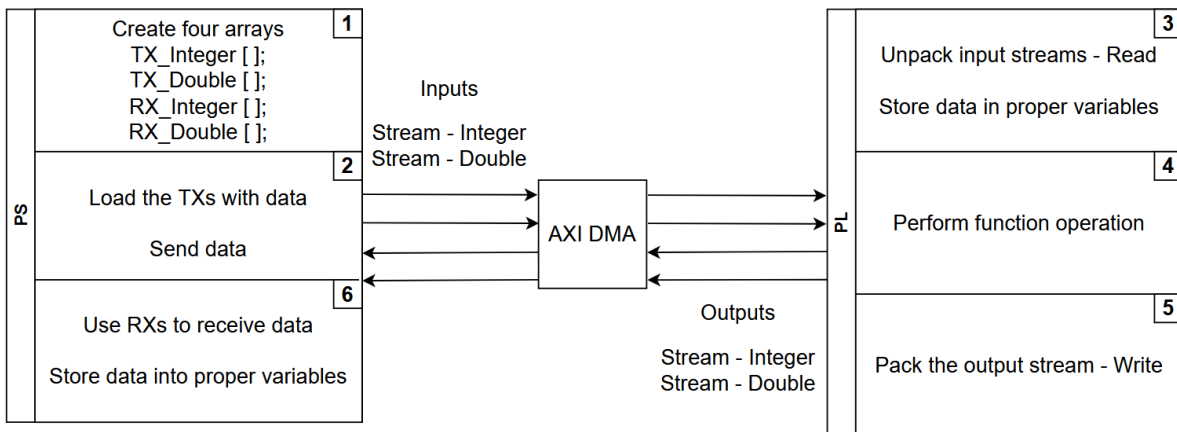 PS
1
Create four arrays
TX_Integer [ ];
TX_Double [ ];
RX_Integer [ ];
RX_Double [ ];
2
Load the TXs with data
Send data
6
Use RXs to receive data
Store data into proper variables
Inputs
Stream - Integer
Stream - Double
AXI DMA
Outputs
Stream - Integer
Stream - Double
PL
3
Unpack input streams - Read
Store data in proper variables
4
Perform function operation
5
Pack the output stream - Write